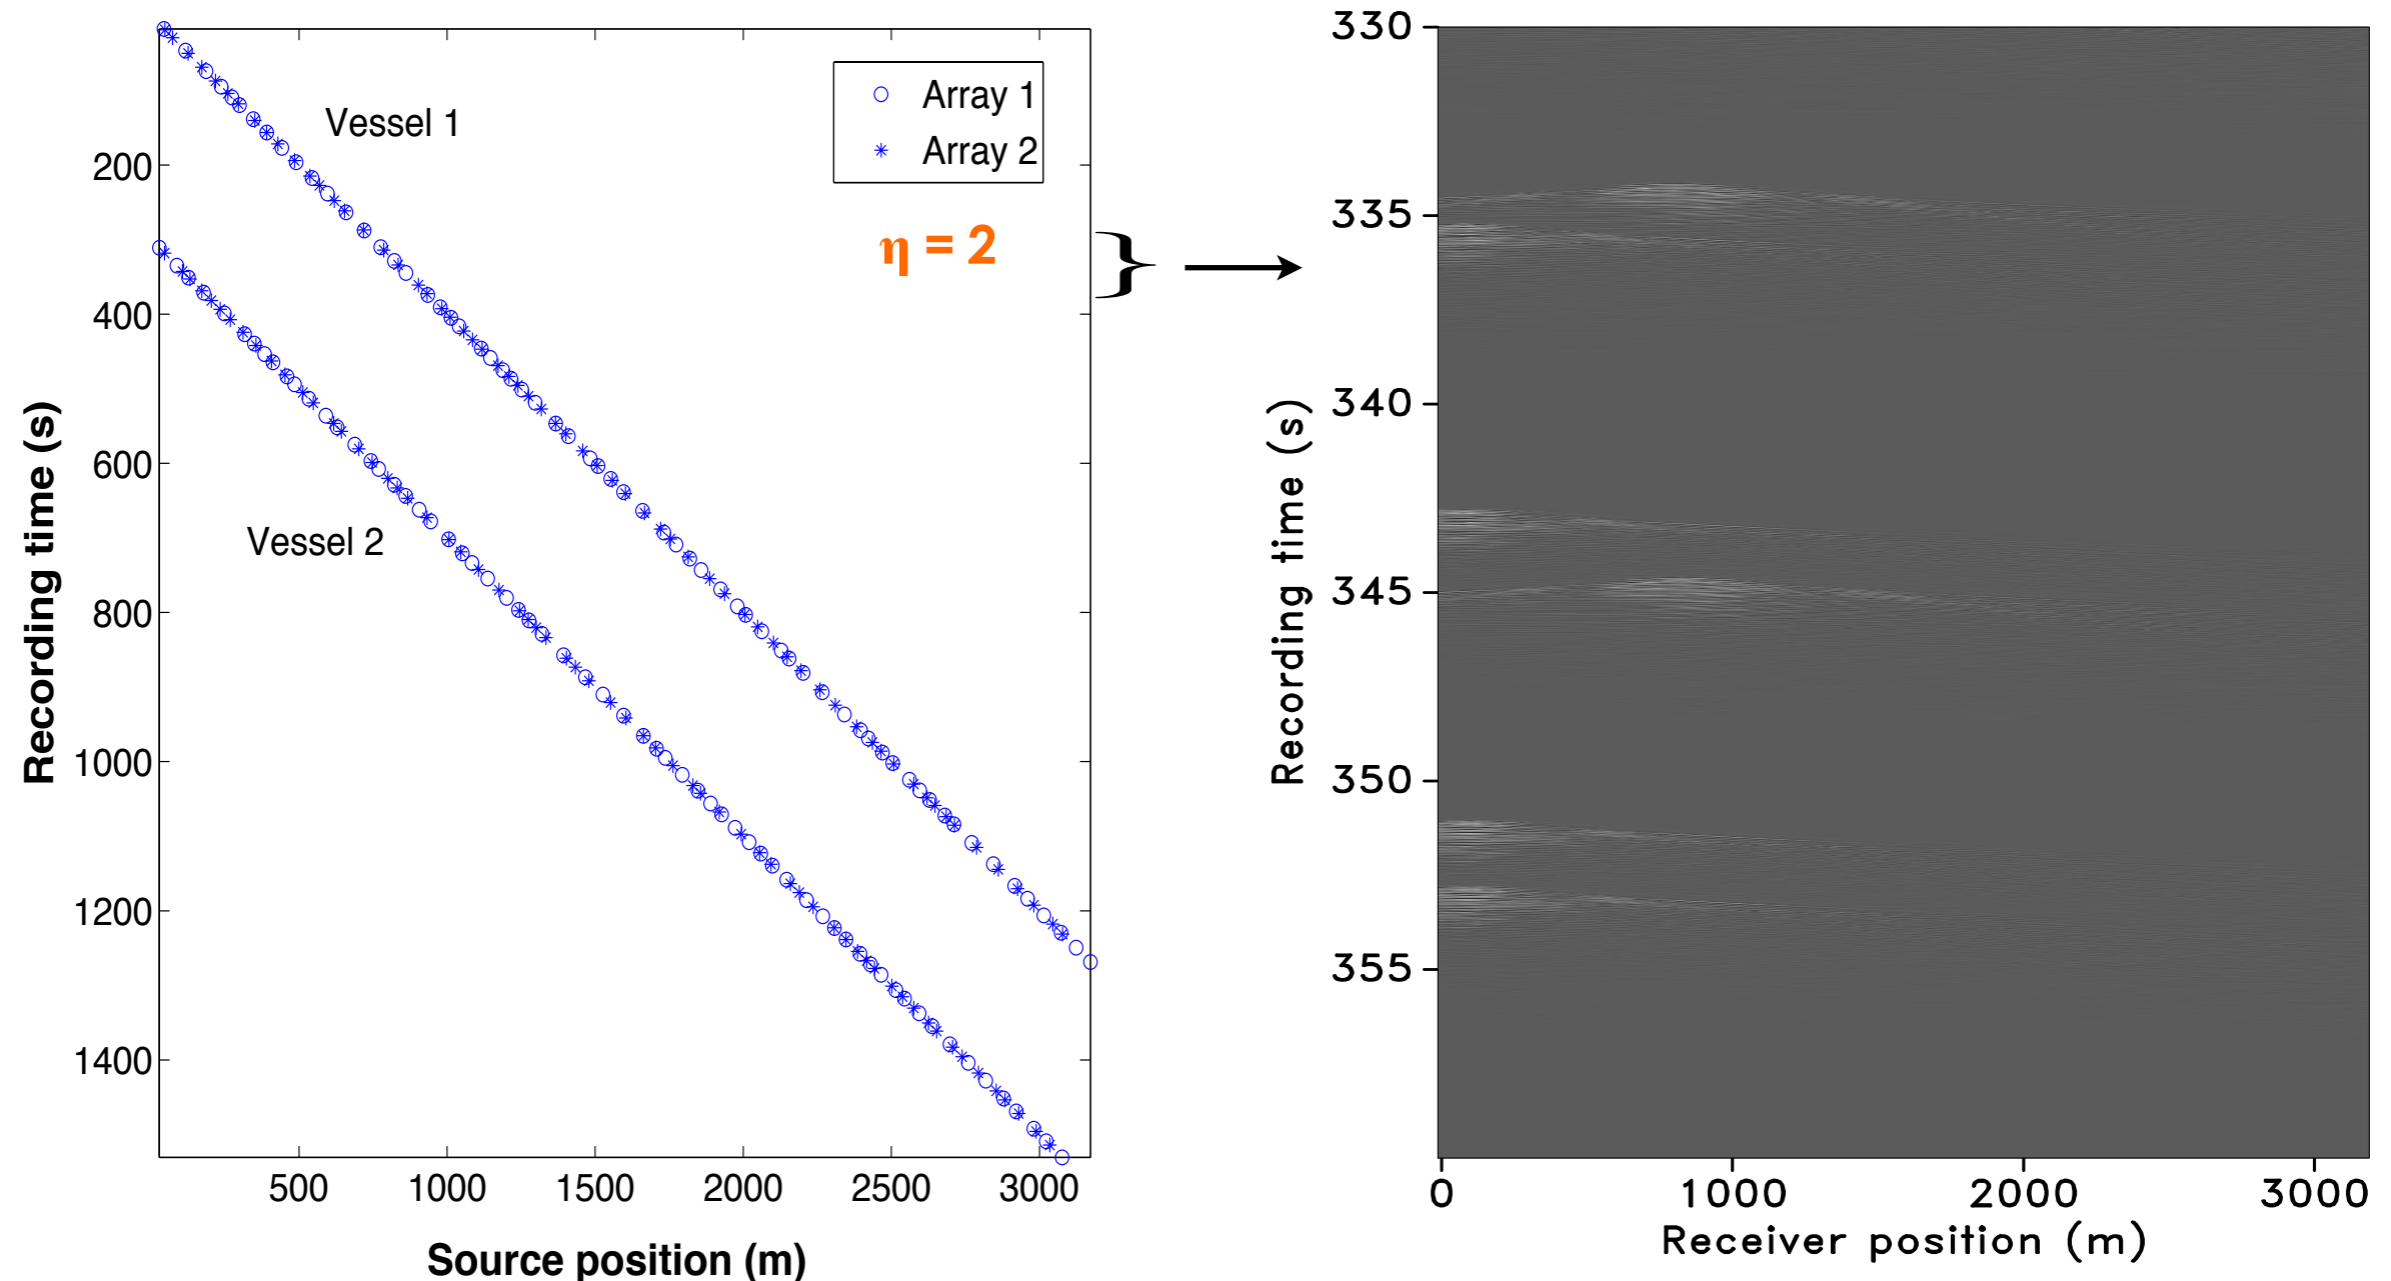 Vessel 1
Array 1
Array 2
η = 2
Vessel 2
200
400
600
800
1000
1200
1400
Recording time (s)
500 1000 1500 2000 2500 3000
Source position (m)
330
335
340
345
350
355
Recording time (s)
0 1000 2000 3000
Receiver position (m)